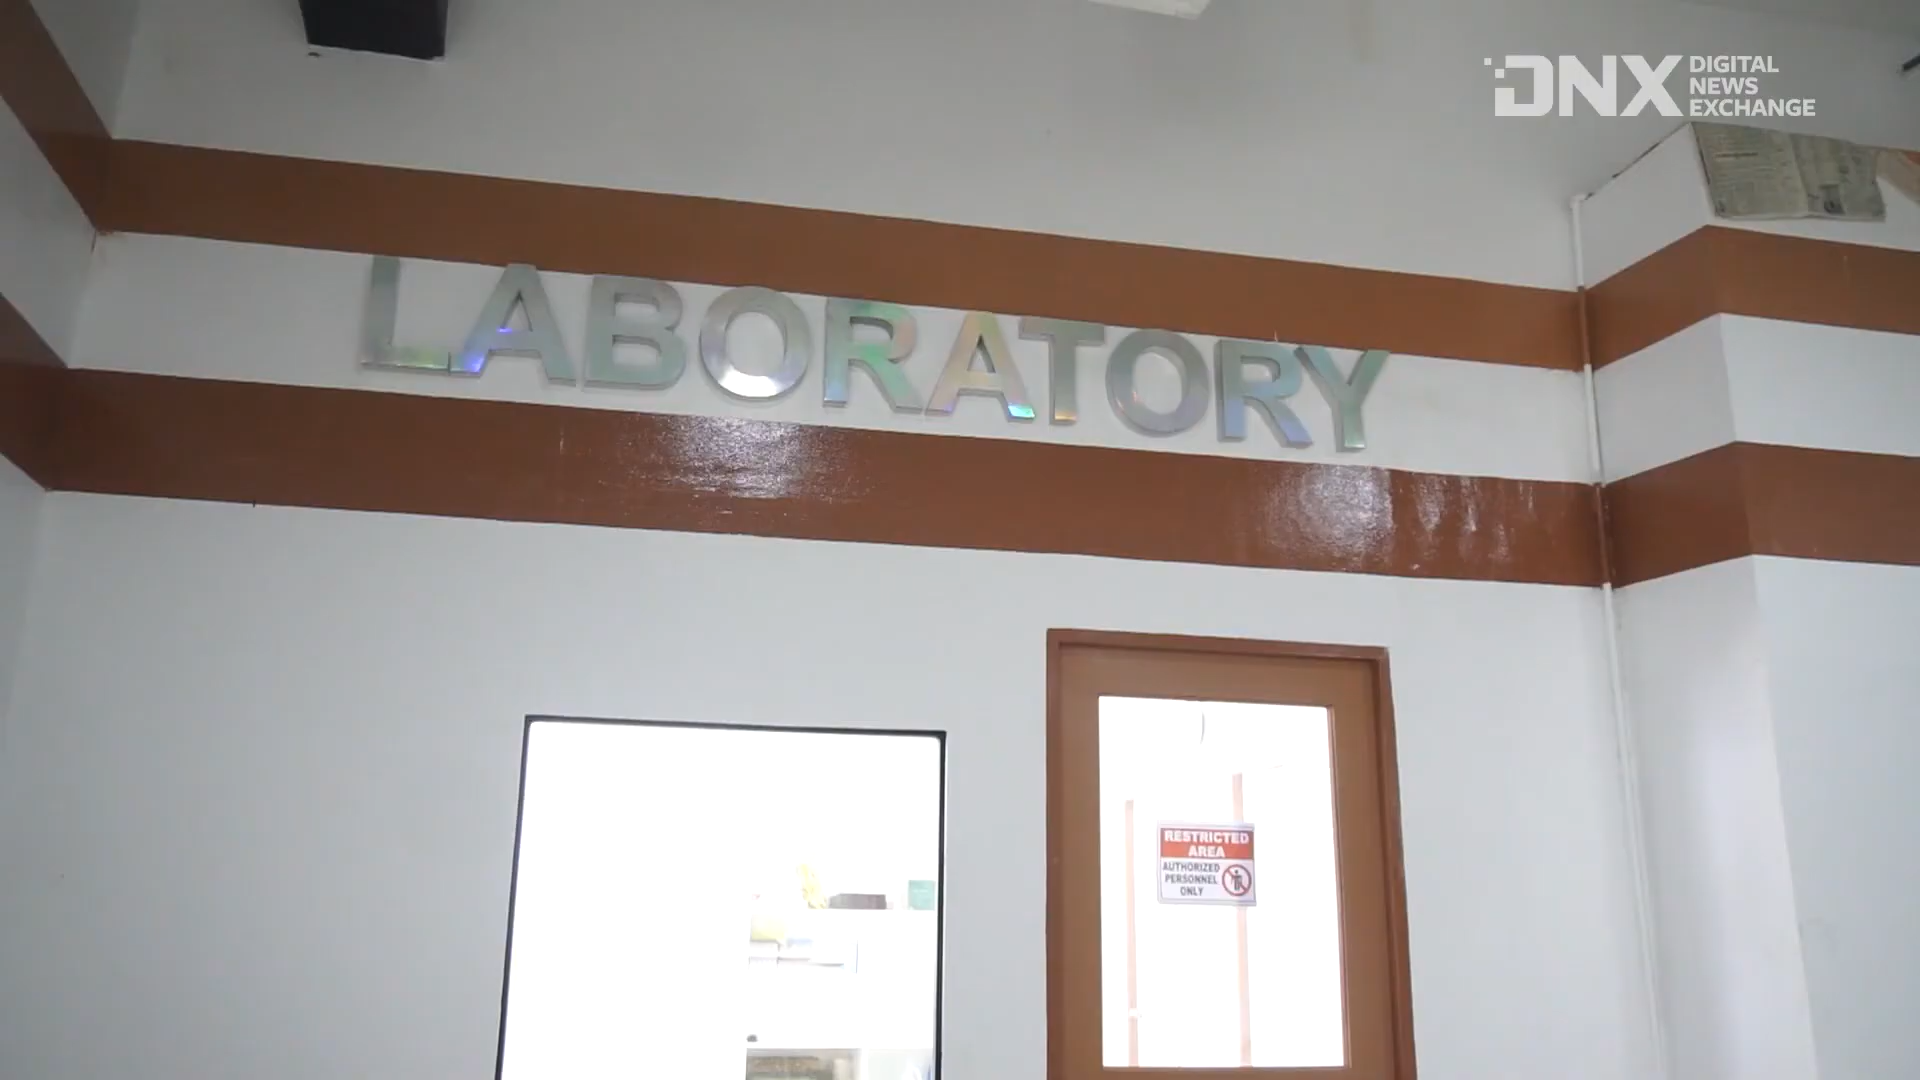 DNX DIGITAL
NEWS
EXCHANGE
LABORATORY
RESTRICTED
AREA
AUTHORIZED
PERSONNEL
ONLY